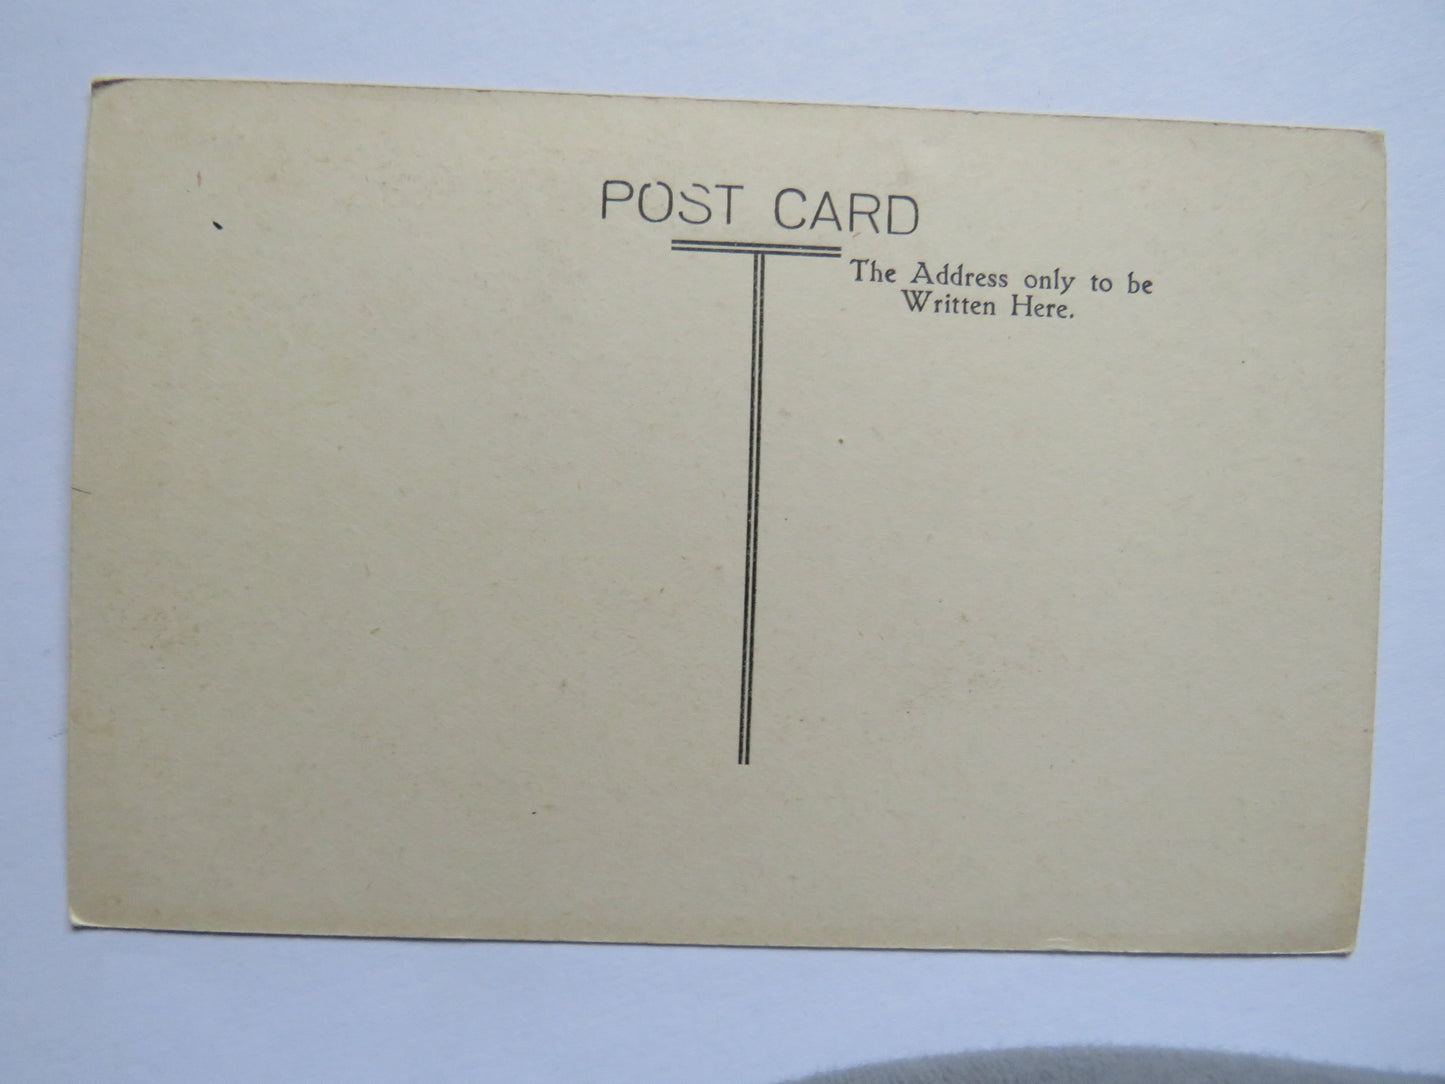 POST CARD
The Address only to be
Written Here.